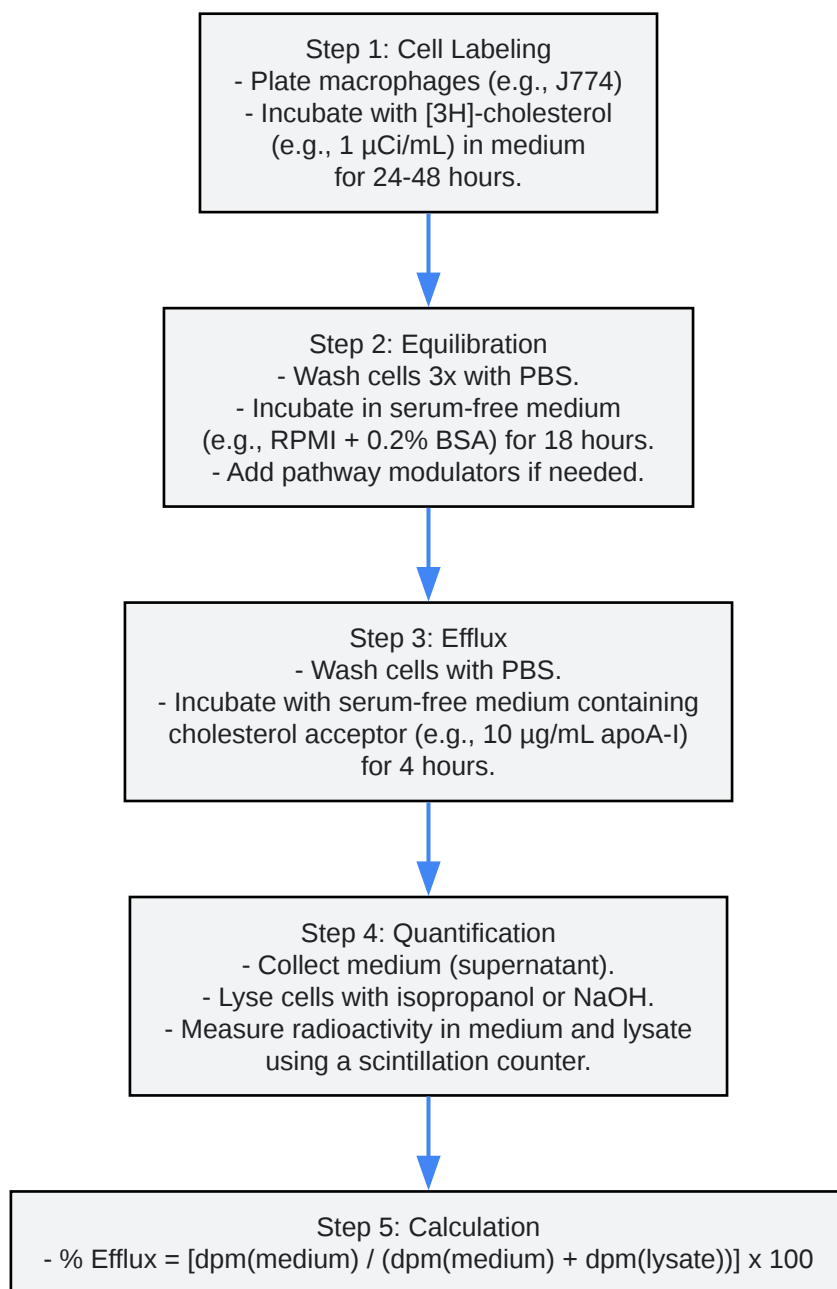 Step 1: Cell Labeling
- Plate macrophages (e.g., J774)
- Incubate with [3H]-cholesterol
(e.g., 1 µCi/mL) in medium
for 24-48 hours.
Step 2: Equilibration
- Wash cells 3x with PBS.
- Incubate in serum-free medium
(e.g., RPMI + 0.2% BSA) for 18 hours.
- Add pathway modulators if needed.
Step 3: Efflux
- Wash cells with PBS.
- Incubate with serum-free medium containing
cholesterol acceptor (e.g., 10 µg/mL apoA-I)
for 4 hours.
Step 4: Quantification
- Collect medium (supernatant).
- Lyse cells with isopropanol or NaOH.
- Measure radioactivity in medium and lysate
using a scintillation counter.
Step 5: Calculation
- % Efflux = [dpm(medium) / (dpm(medium) + dpm(lysate))] x 100